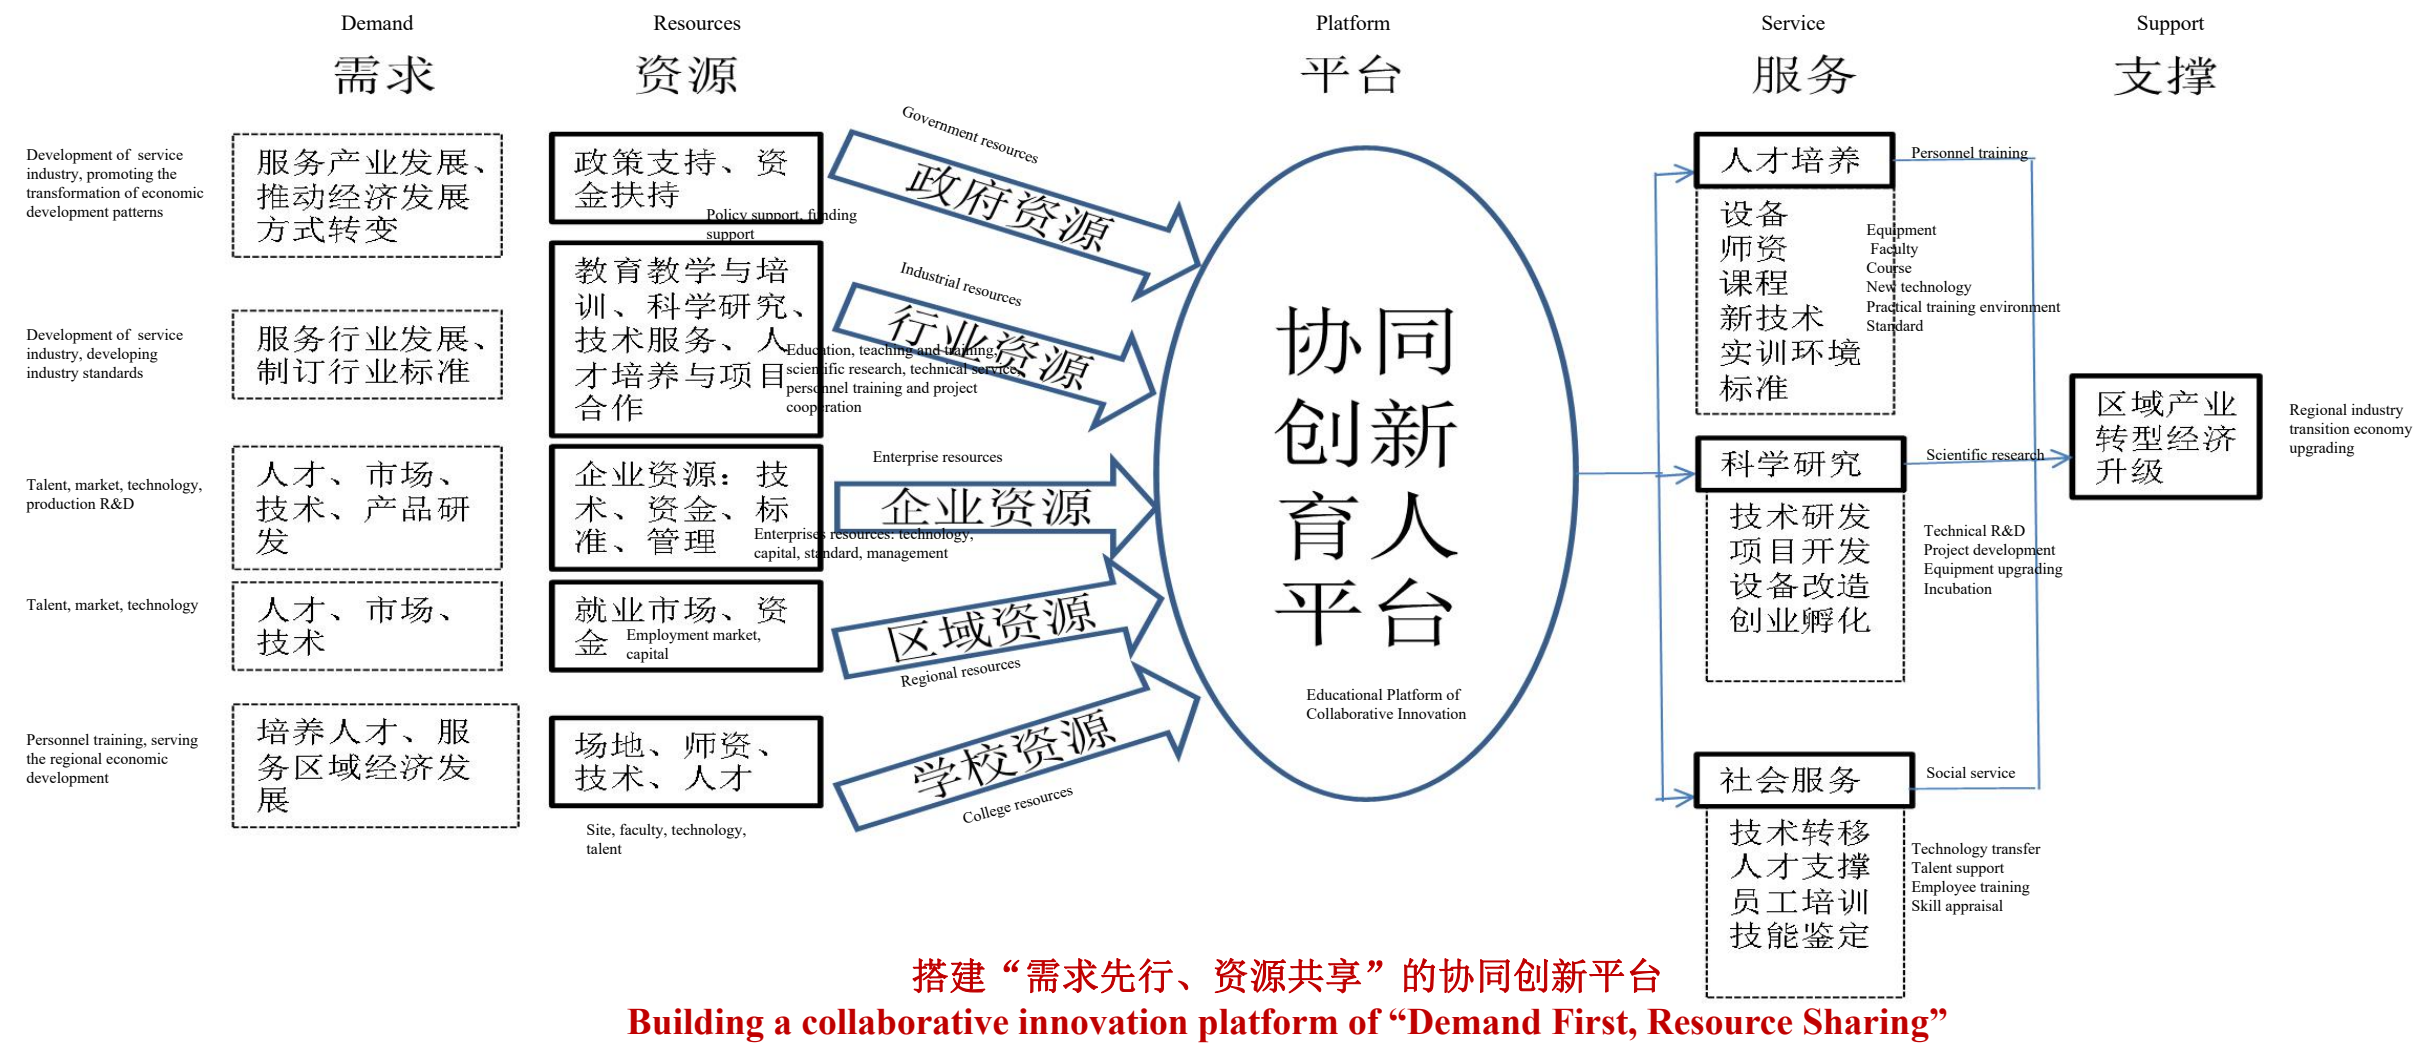 Demand
Resources
Platform
Service
Support
需求
资源
平台
服务
支撑
Development of service
industry, promoting the
transformation of economic
development patterns
服务产业发展、
推动经济发展
方式转变
Development of service
industry, developing
industry standards
服务行业发展、
制订行业标准
Talent, market, technology,
production R&D
人才、市场、
技术、产品研
发
Talent, market, technology
人才、市场、
技术
Personnel training, serving
the regional economic
development
培养人才、服
务区域经济发
展
政策支持、资
金扶持
Policy support, funding
support
教育教学与培
训、科学研究、
技术服务、人
才培养与项目
合作
Education, teaching and training,
scientific research, technical service,
personnel training and project
cooperation
企业资源：技
术、资金、标
准、管理
Enterprises resources: technology,
capital, standard, management
就业市场、资
金
Employment market,
capital
场地、师资、
技术、人才
Site, faculty, technology,
talent
Government resources
政府资源
Industrial resources
行业资源
Enterprise resources
企业资源
区域资源
Regional resources
学校资源
College resources
协同
创新
育人
平台
Educational Platform of
Collaborative Innovation
人才培养
Personnel training
设备
师资
课程
新技术
实训环境
标准
Equipment
Faculty
Course
New technology
Practical training environment
Standard
科学研究
Scientific research
技术研发
项目开发
设备改造
创业孵化
Technical R&D
Project development
Equipment upgrading
Incubation
社会服务
Social service
技术转移
人才支撑
员工培训
技能鉴定
Technology transfer
Talent support
Employee training
Skill appraisal
区域产业
转型经济
升级
Regional industry
transition economy
upgrading
搭建“需求先行、资源共享”的协同创新平台
Building a collaborative innovation platform of “Demand First, Resource Sharing”